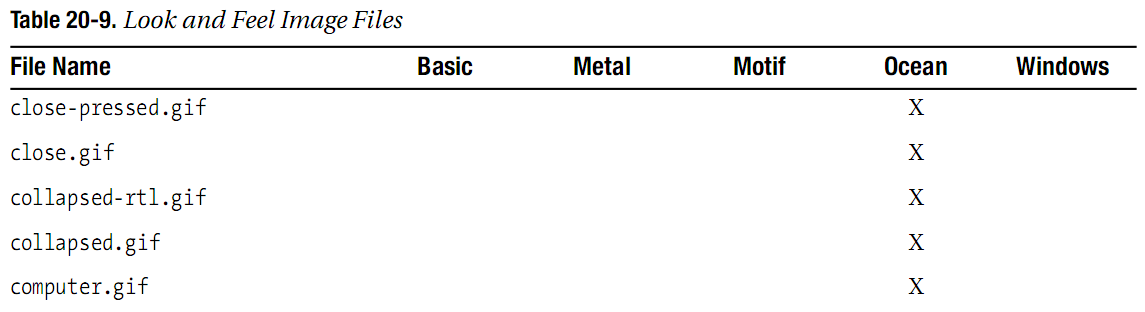 Table 20-9. Look and Feel Image Files
File Name Basic Metal Motif Ocean Windows
close-pressed.gif X
close.gif X
collapsed-rtl.gif X
collapsed.gif X
computer.gif X